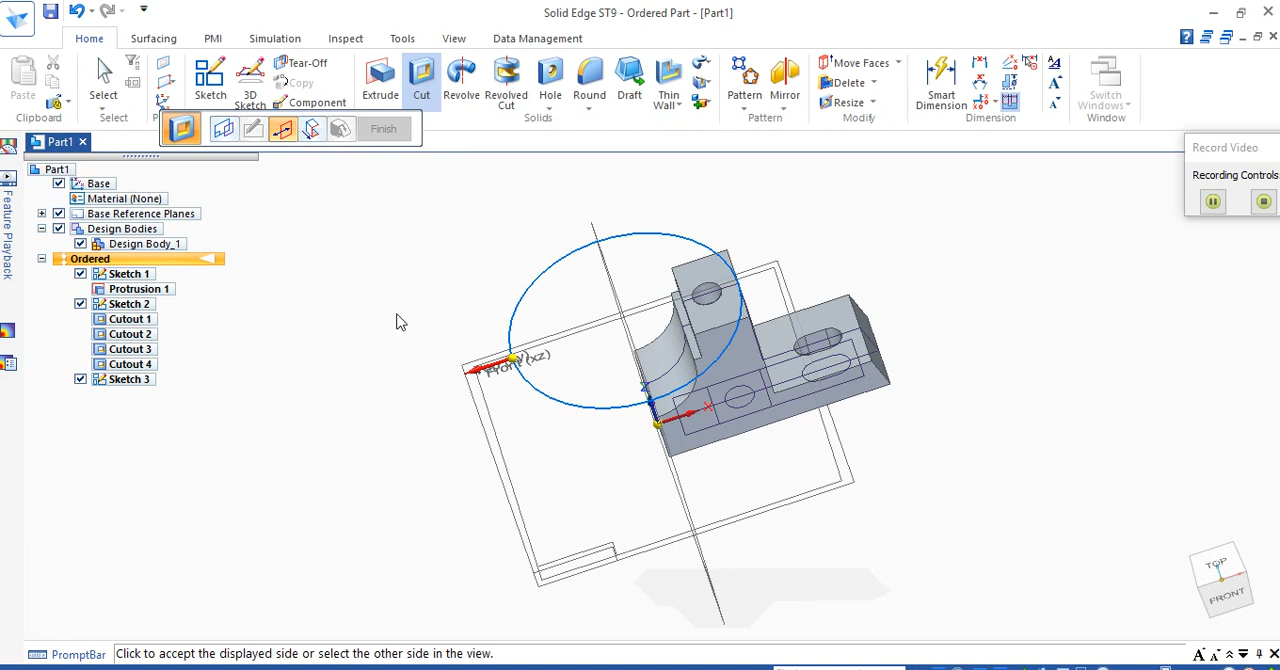 Solid Edge ST9 - Ordered Part - [Part1]
Home Surfacing PMI Simulation Inspect Tools View Data Management
Paste
Clipboard
Select
Select
Sketch
3D Sketch
Tear-Off
Copy
Component
Extrude
Cut
Revolve
Revolved Cut
Hole
Round
Draft
Thin Wall
Solids
Pattern
Mirror
Pattern
Move Faces
Delete
Resize
Modify
Smart Dimension
Dimension
Switch Windows
Window
Finish
Part1
Feature Playback
Part1
Base
Material (None)
Base Reference Planes
Design Bodies
Design Body_1
Ordered
Sketch 1
Protrusion 1
Sketch 2
Cutout 1
Cutout 2
Cutout 3
Cutout 4
Sketch 3
Record Video
Recording Controls
(xz)
Z
X
TOP
FRONT
PromptBar
Click to accept the displayed side or select the other side in the view.